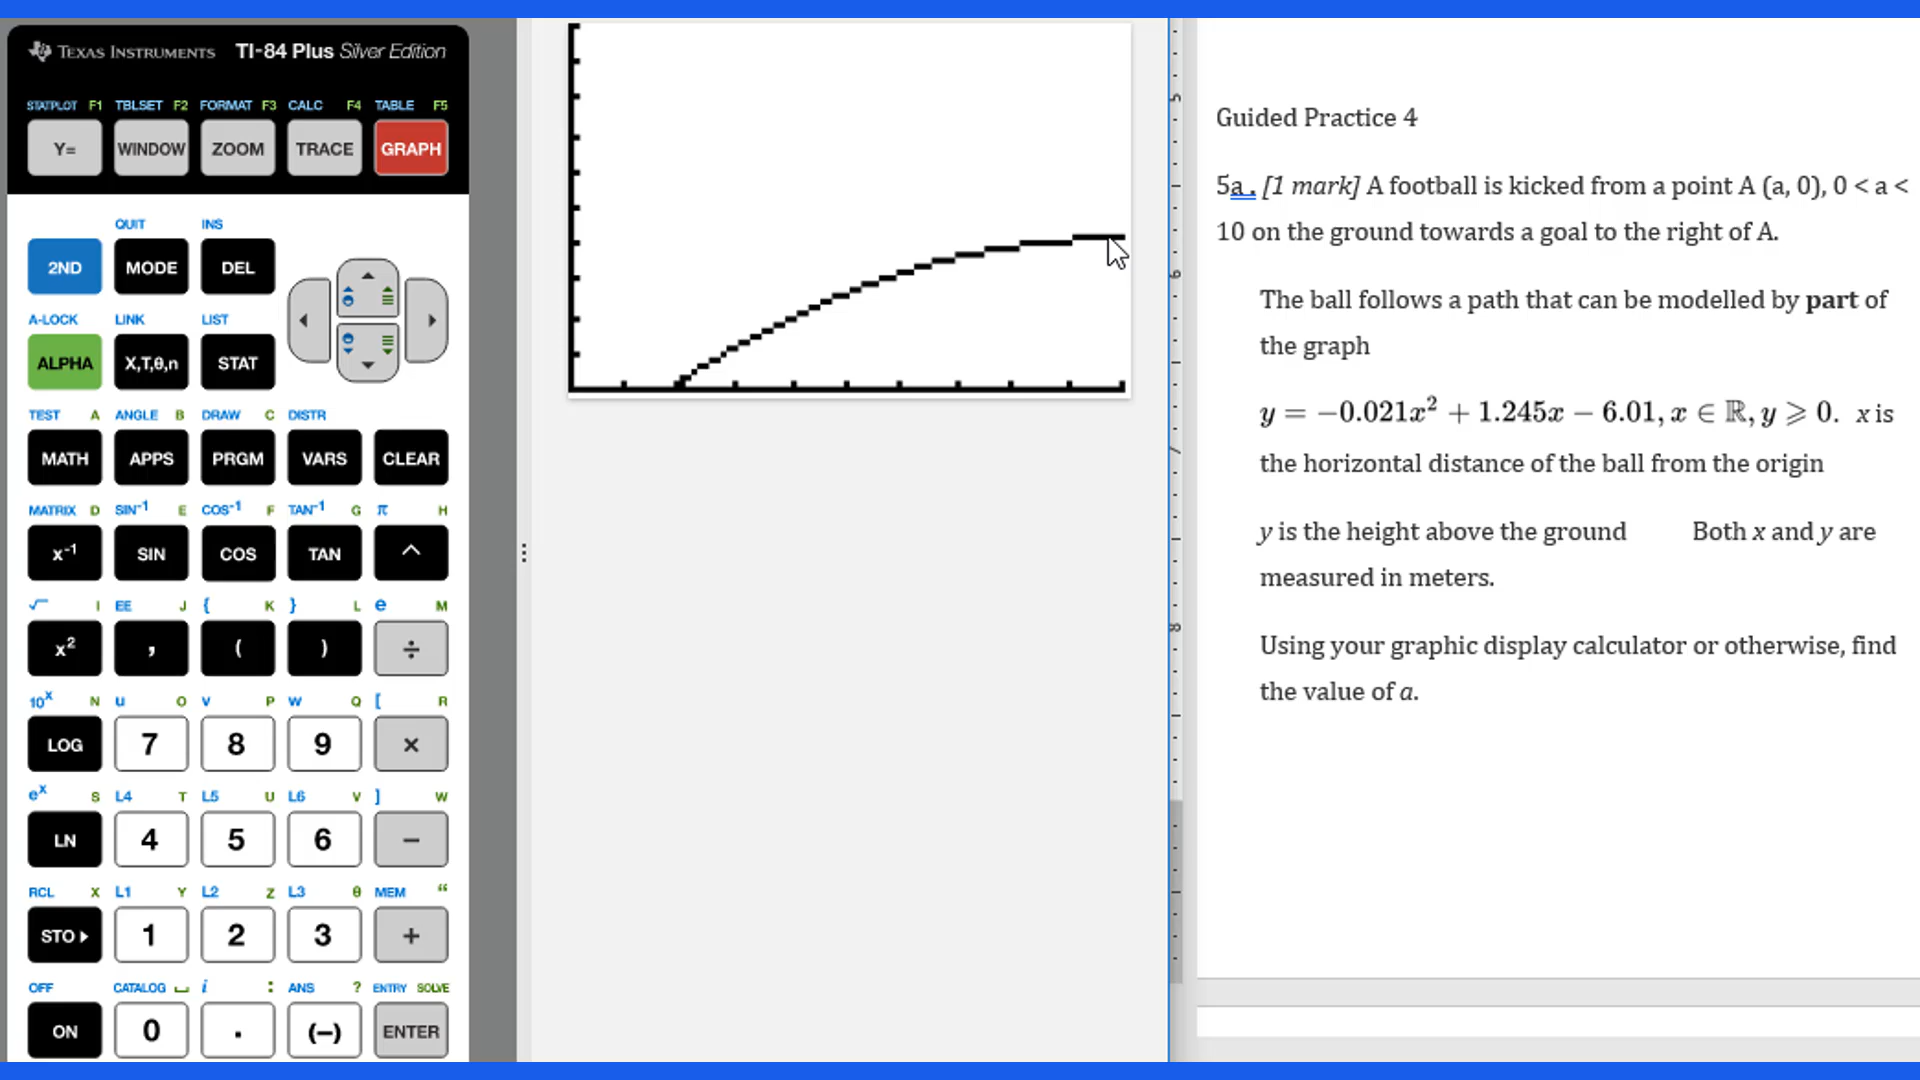 TEXAS INSTRUMENTS TI-84 Plus Silver Edition
STATPLOT F1 TBLSET F2 FORMAT F3 CALC F4 TABLE F5
Y= WINDOW ZOOM TRACE GRAPH
QUIT INS
2ND MODE DEL
A-LOCK LINK LIST
ALPHA X,T,θ,n STAT
TEST A ANGLE B DRAW C DISTR
MATH APPS PRGM VARS CLEAR
MATRIX D SIN⁻¹ E COS⁻¹ F TAN⁻¹ G π H
x⁻¹ SIN COS TAN ^
√ I EE J { K } L e M
x² , ( ) ÷
10ˣ N u O v P w Q [ R
LOG 7 8 9 ×
eˣ S L4 T L5 U L6 V ] W
LN 4 5 6 −
RCL X L1 Y L2 Z L3 θ MEM “
STO▸ 1 2 3 +
OFF CATALOG ⎵ i : ANS ? ENTRY SOLVE
ON 0 . (−) ENTER
5
6
7
8
Guided Practice 4
5a. [1 mark] A football is kicked from a point A (a, 0), 0 < a <
10 on the ground towards a goal to the right of A.
The ball follows a path that can be modelled by part of
the graph
y = −0.021x² + 1.245x − 6.01, x ∈ ℝ, y ⩾ 0. x is
the horizontal distance of the ball from the origin
y is the height above the ground Both x and y are
measured in meters.
Using your graphic display calculator or otherwise, find
the value of a.